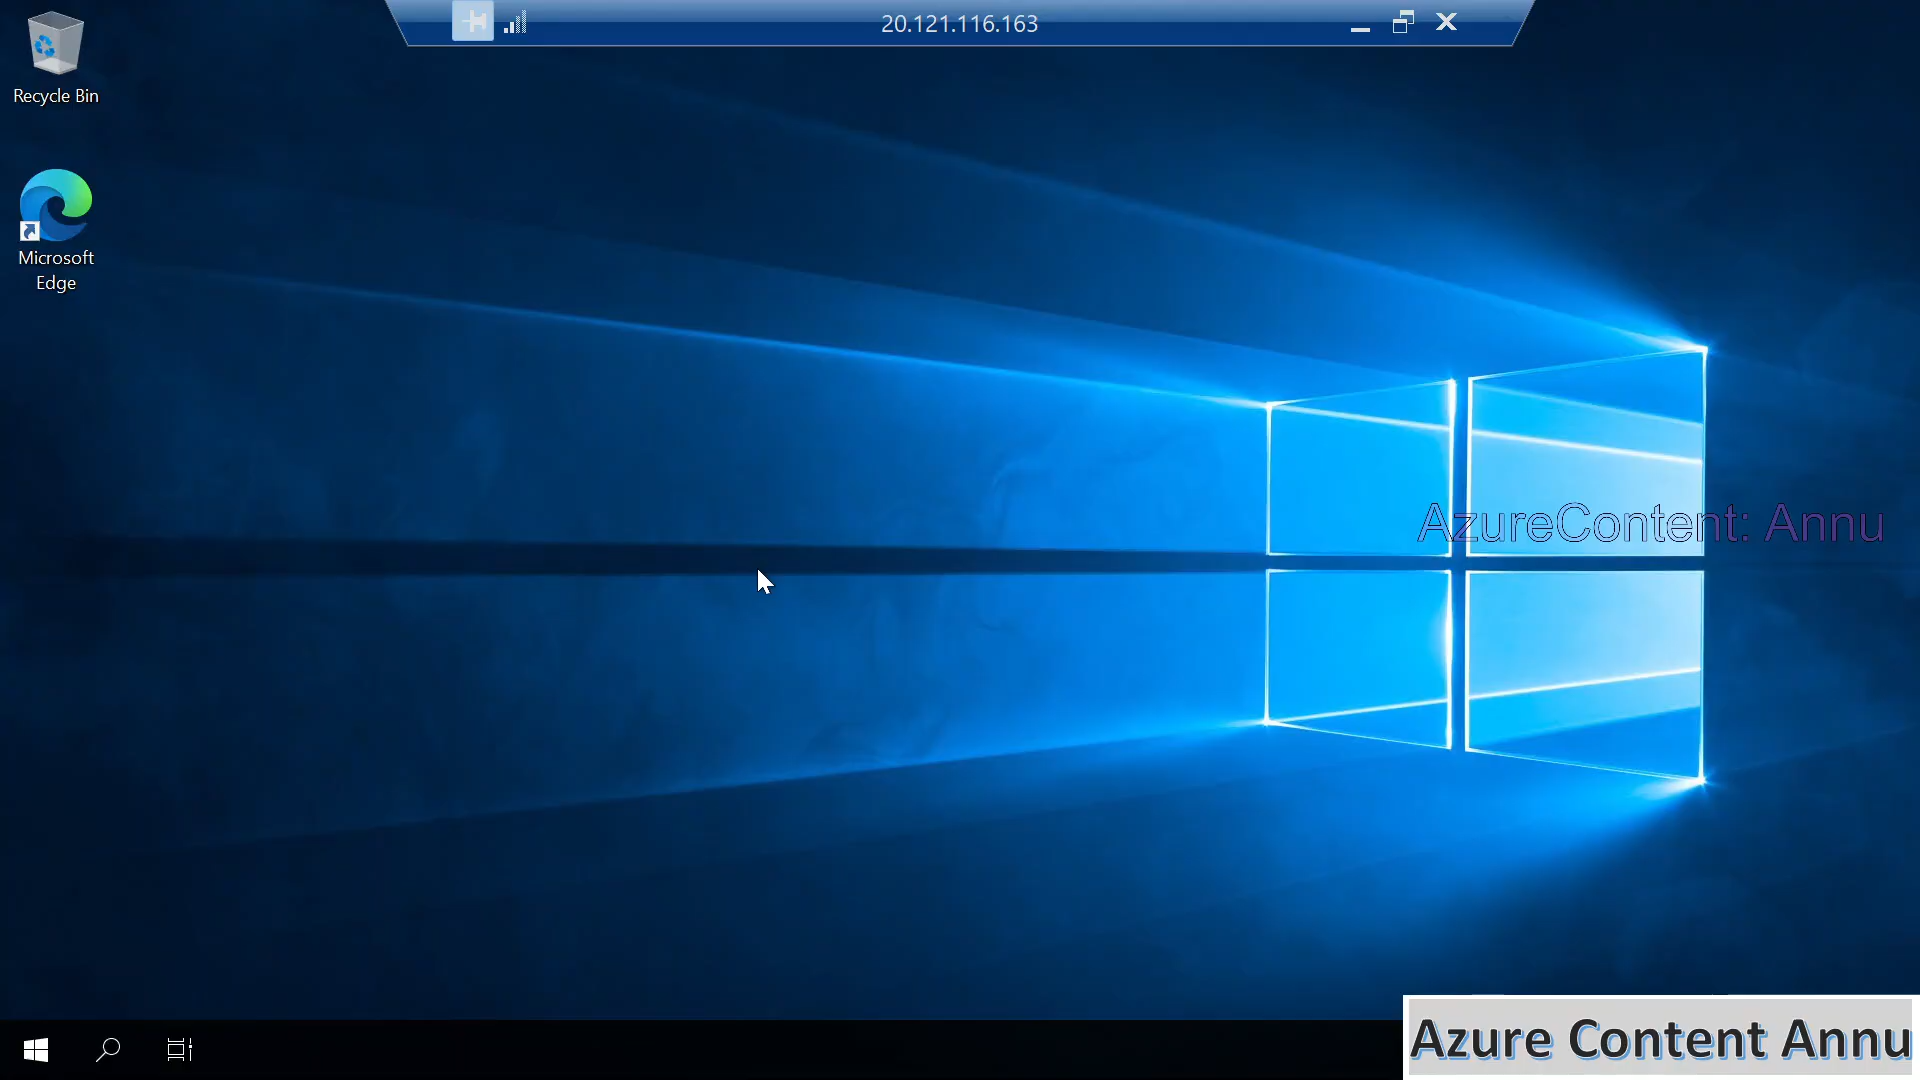 20.121.116.163
Recycle Bin
Microsoft
Edge
AzureContent: Annu
Azure Content Annu